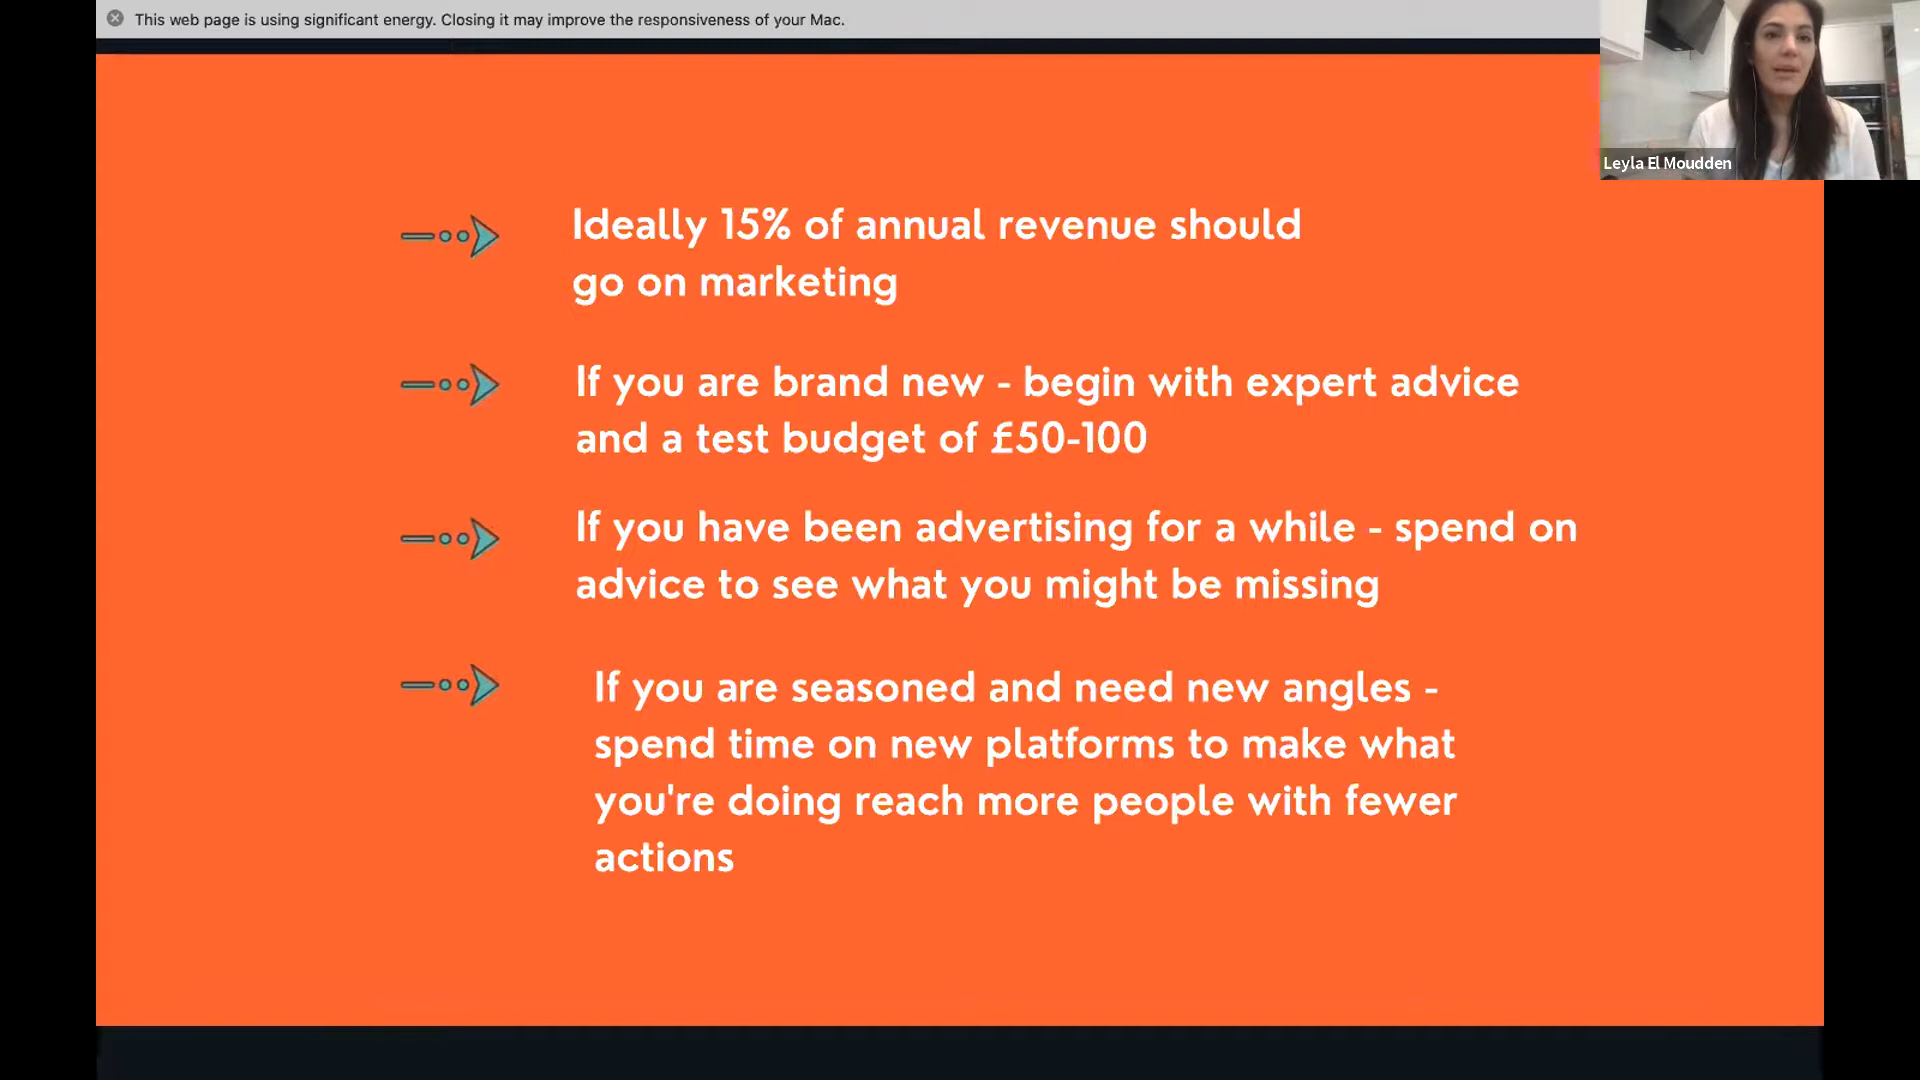 This web page is using significant energy. Closing it may improve the responsiveness of your Mac.
Leyla El Moudden
Ideally 15% of annual revenue should
go on marketing
If you are brand new - begin with expert advice
and a test budget of £50-100
If you have been advertising for a while - spend on
advice to see what you might be missing
If you are seasoned and need new angles -
spend time on new platforms to make what
you're doing reach more people with fewer
actions